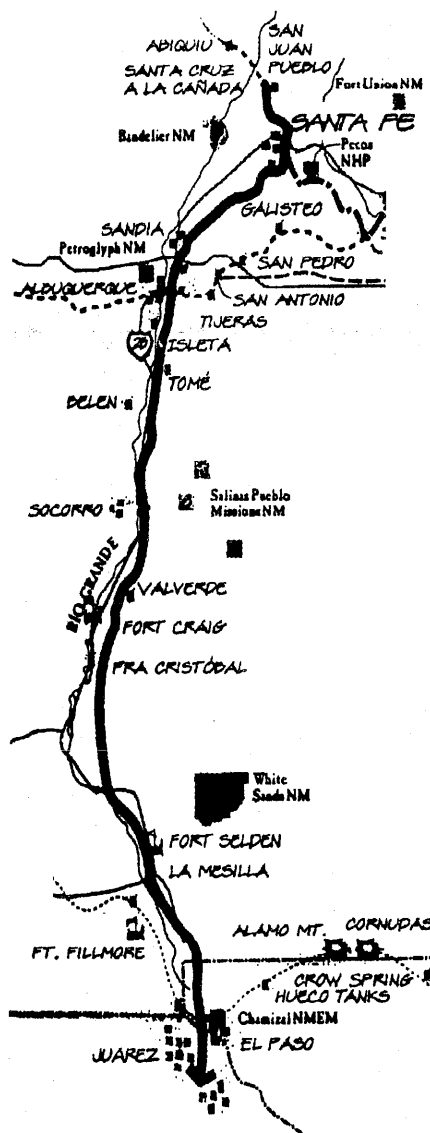 SAN
JUAN
PUEBLO
ABIQUIU
SANTA CRUZ
A LA CAÑADA
Fort Union NM
SANTA FE
Bandelier NM
Pecos
NHP
GALISTEO
SANDIA
Petroglyph NM
SAN PEDRO
ALBUQUERQUE
SAN ANTONIO
TIJERAS
ISLETA
TOMÉ
BELEN
Salinas Pueblo
Missions NM
SOCORRO
RIO GRANDE
VALVERDE
FORT CRAIG
FRA CRISTÓBAL
White
Sands NM
FORT SELDEN
LA MESILLA
ALAMO MT.
CORNUDAS
FT. FILLMORE
CROW SPRING
HUECO TANKS
Chamizal NMEM
EL PASO
JUAREZ